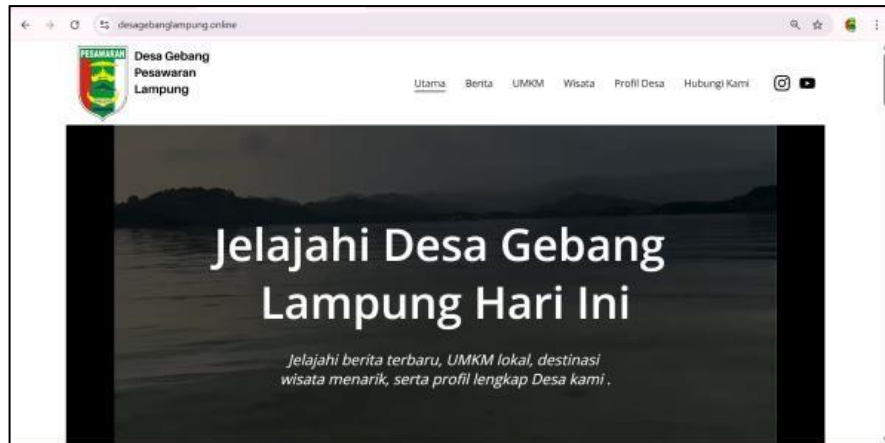 desagebanglampung.online
PESAWARAN
Desa Gebang
Pesawaran
Lampung
Utama Berita UMKM Wisata Profil Desa Hubungi Kami
Jelajahi Desa Gebang
Lampung Hari Ini
Jelajahi berita terbaru, UMKM lokal, destinasi
wisata menarik, serta profil lengkap Desa kami .